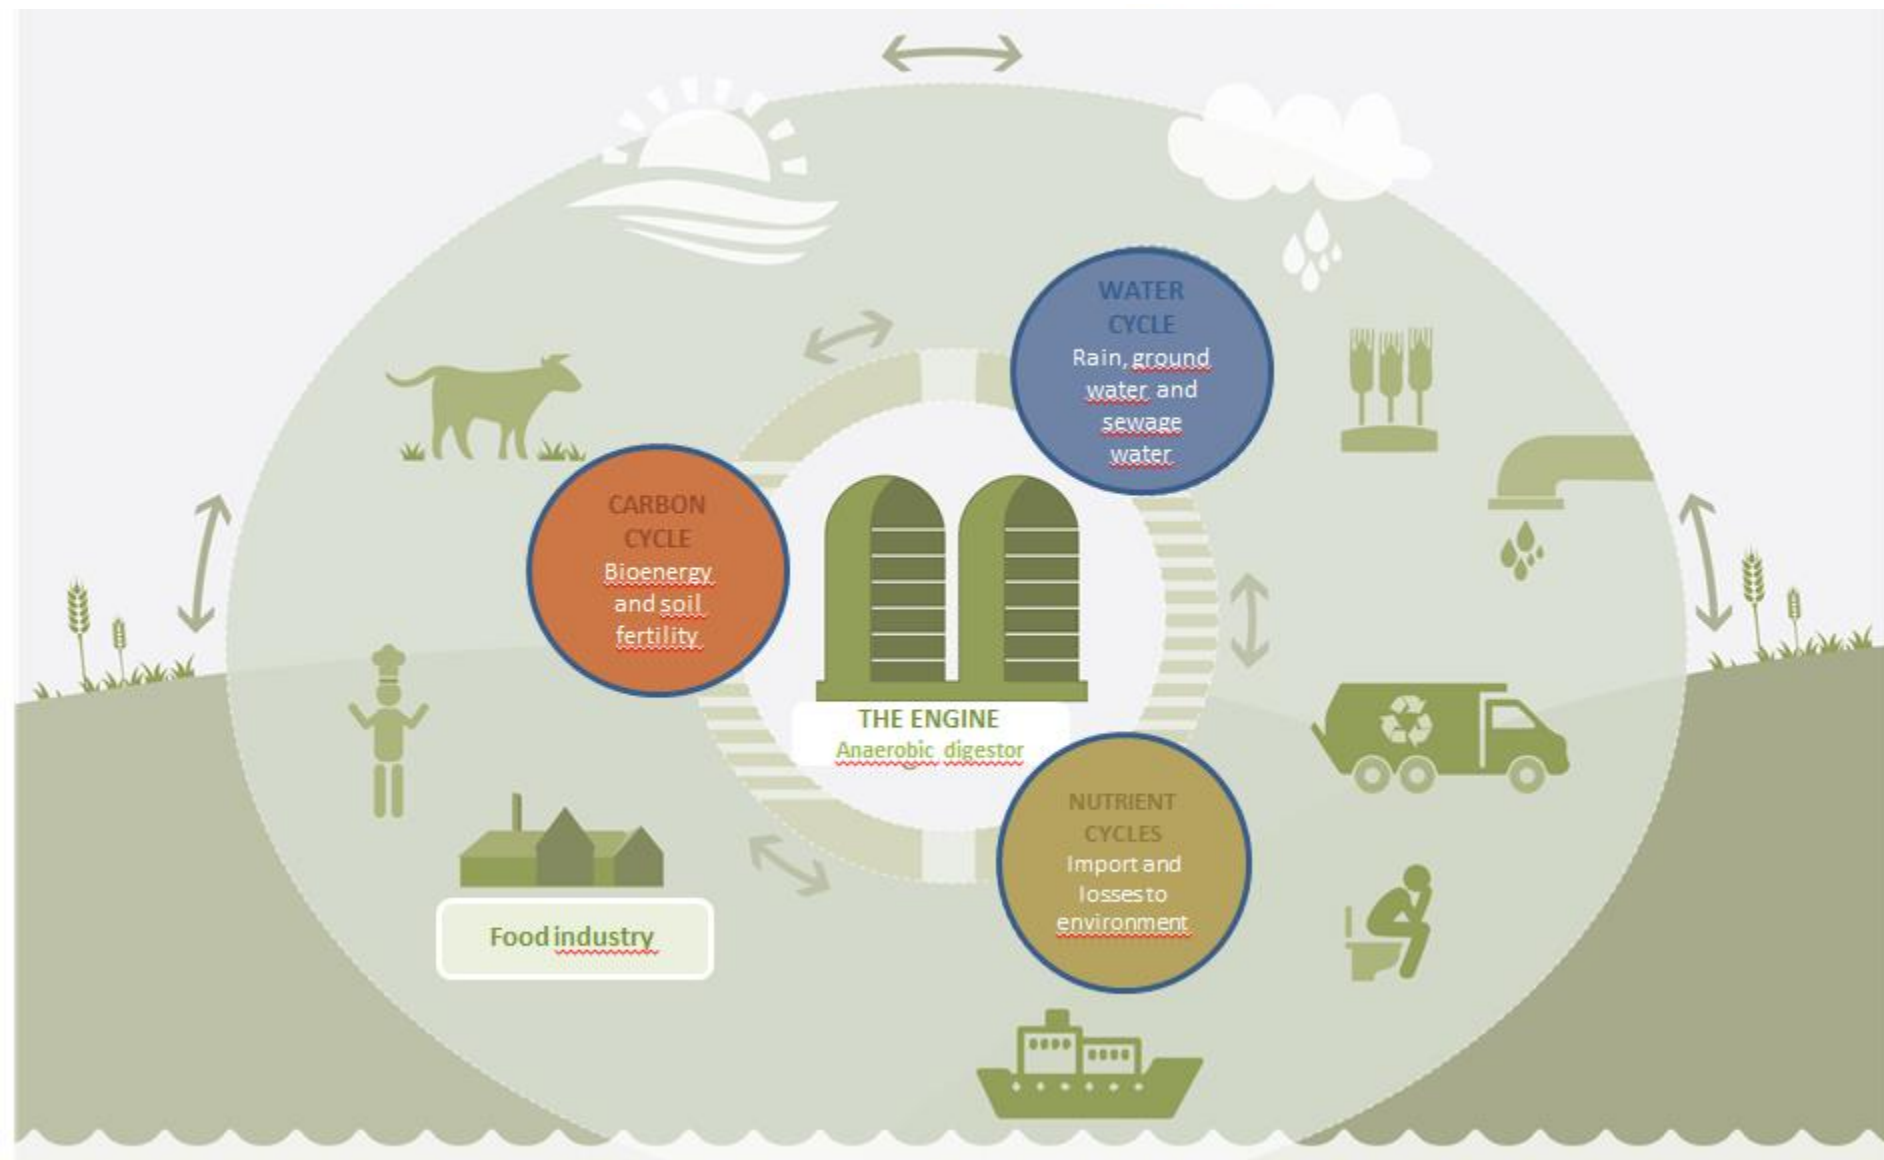 WATER
CYCLE
Rain, ground
water and
sewage
water
CARBON
CYCLE
Bioenergy
and soil
fertility
THE ENGINE
Anaerobic digestor
NUTRIENT
CYCLES
Import and
losses to
environment
Food industry